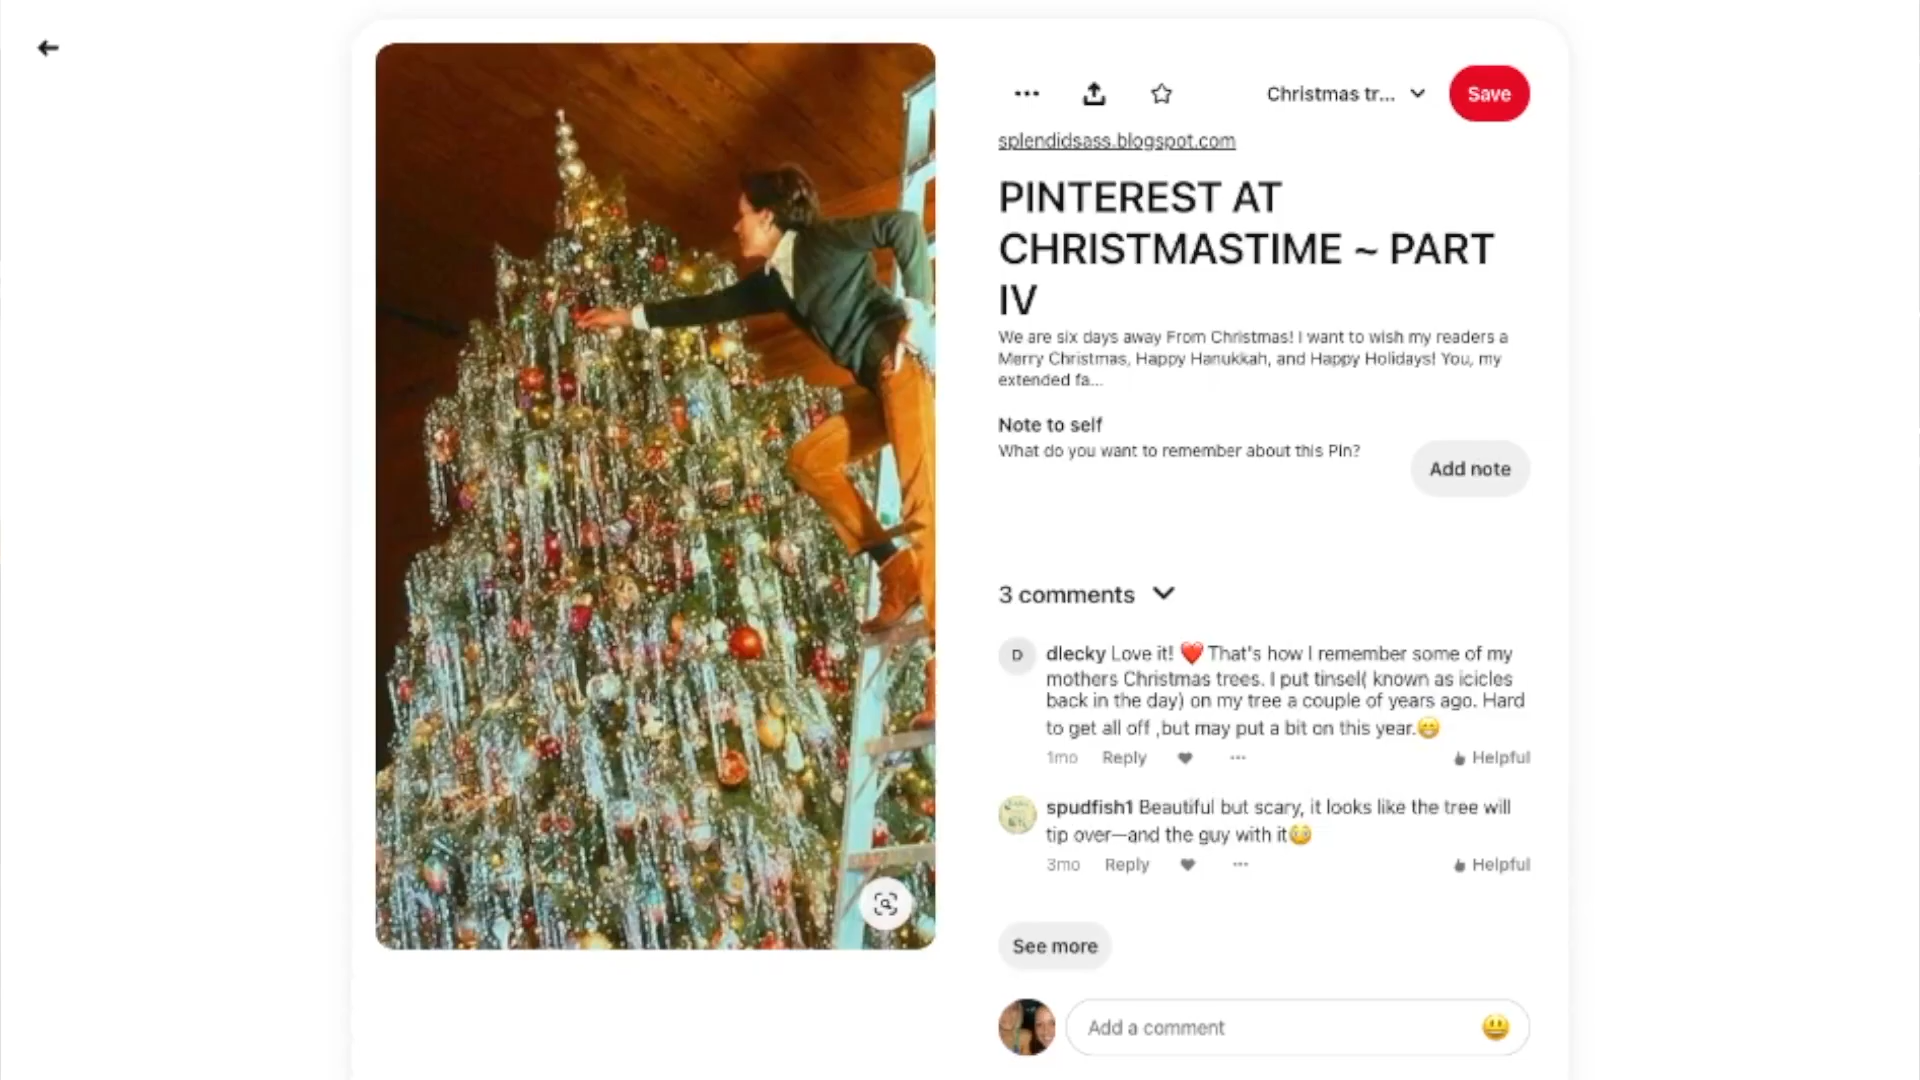 Christmas tr...
Save
splendidsass.blogspot.com
PINTEREST AT
CHRISTMASTIME ~ PART
IV
We are six days away From Christmas! I want to wish my readers a
Merry Christmas, Happy Hanukkah, and Happy Holidays! You, my
extended fa...
Note to self
What do you want to remember about this Pin?
Add note
3 comments
D
dlecky Love it! ❤️ That's how I remember some of my
mothers Christmas trees. I put tinsel( known as icicles
back in the day) on my tree a couple of years ago. Hard
to get all off ,but may put a bit on this year.😁
1mo Reply Helpful
spudfish1 Beautiful but scary, it looks like the tree will
tip over—and the guy with it😳
3mo Reply Helpful
See more
Add a comment